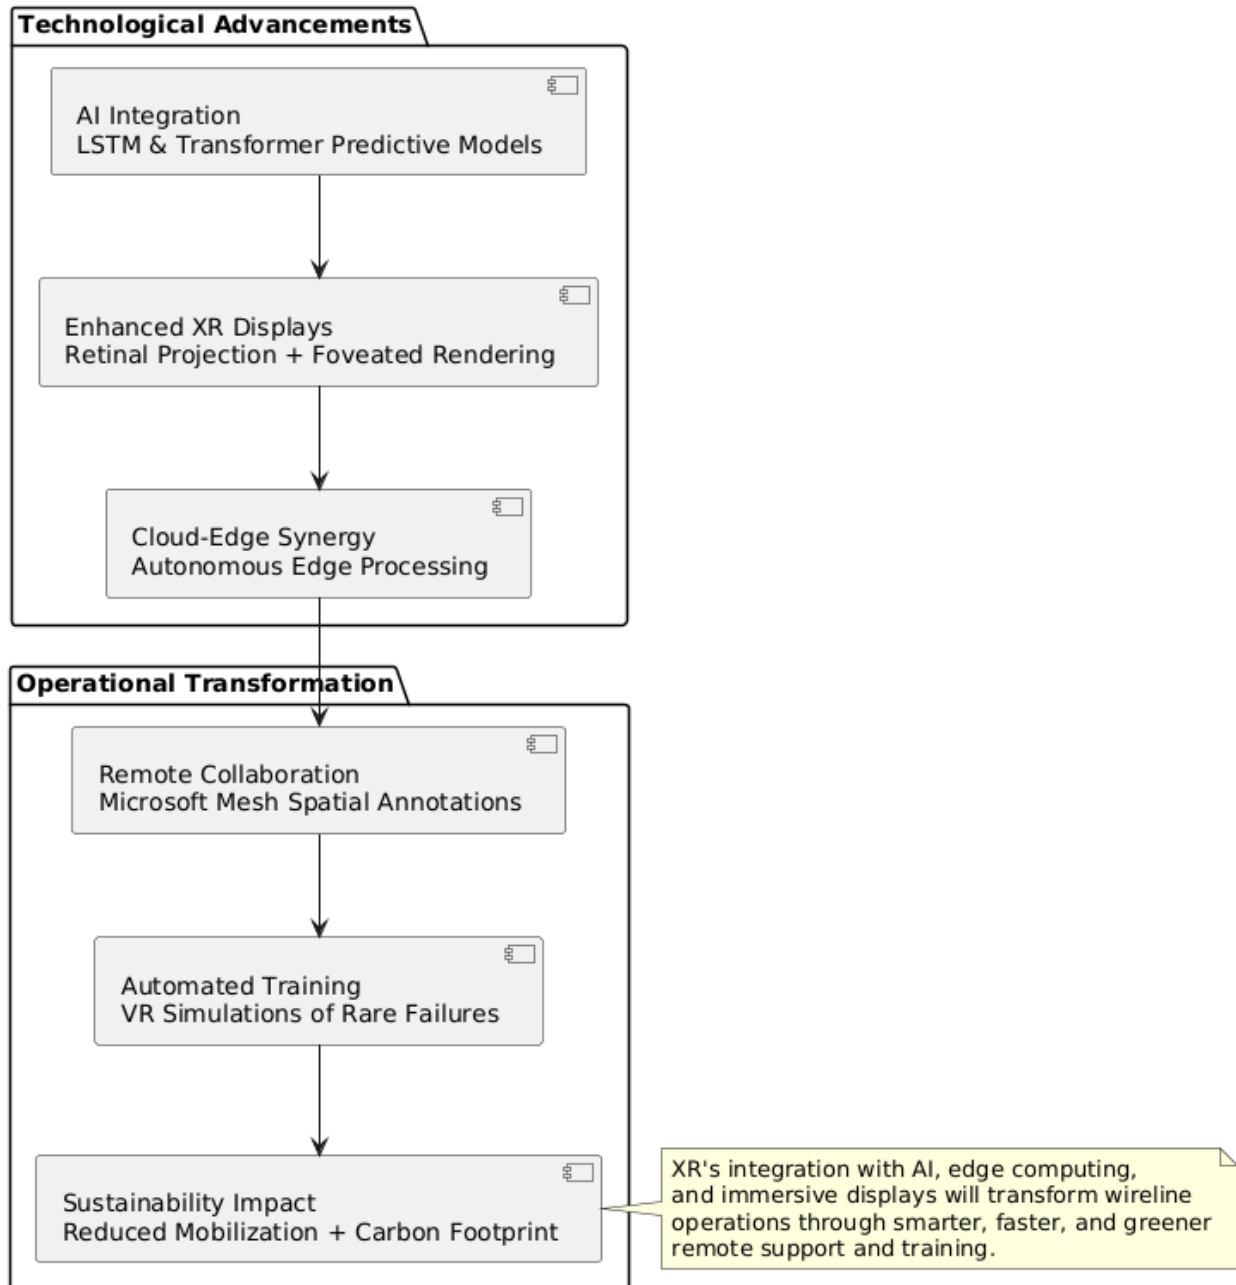 Technological Advancements
AI Integration
LSTM & Transformer Predictive Models
Enhanced XR Displays
Retinal Projection + Foveated Rendering
Cloud-Edge Synergy
Autonomous Edge Processing
Operational Transformation
Remote Collaboration
Microsoft Mesh Spatial Annotations
Automated Training
VR Simulations of Rare Failures
Sustainability Impact
Reduced Mobilization + Carbon Footprint
XR's integration with AI, edge computing,
and immersive displays will transform wireline
operations through smarter, faster, and greener
remote support and training.